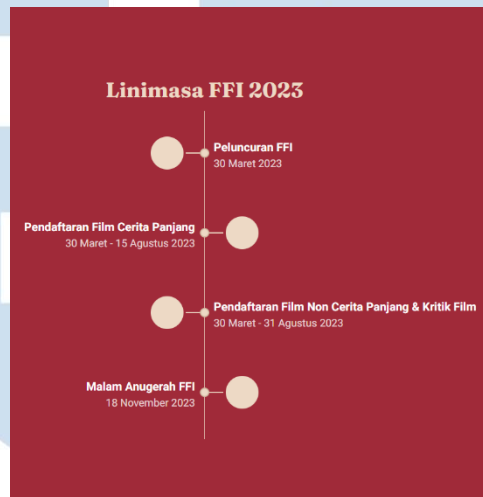 Linimasa FFI 2023
Peluncuran FFI
30 Maret 2023
Pendaftaran Film Cerita Panjang
30 Maret - 15 Agustus 2023
Pendaftaran Film Non Cerita Panjang & Kritik Film
30 Maret - 31 Agustus 2023
Malam Anugerah FFI
18 November 2023